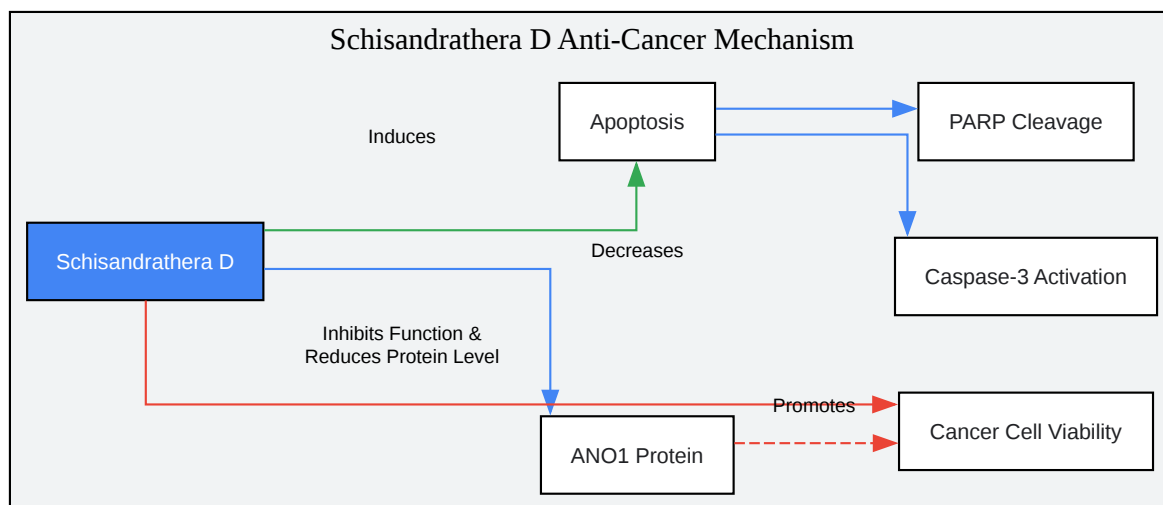 Schisandrathera D Anti-Cancer Mechanism
Apoptosis
PARP Cleavage
Induces
Schisandrathera D
Decreases
Caspase-3 Activation
Inhibits Function &
Reduces Protein Level
Promotes
Cancer Cell Viability
ANO1 Protein